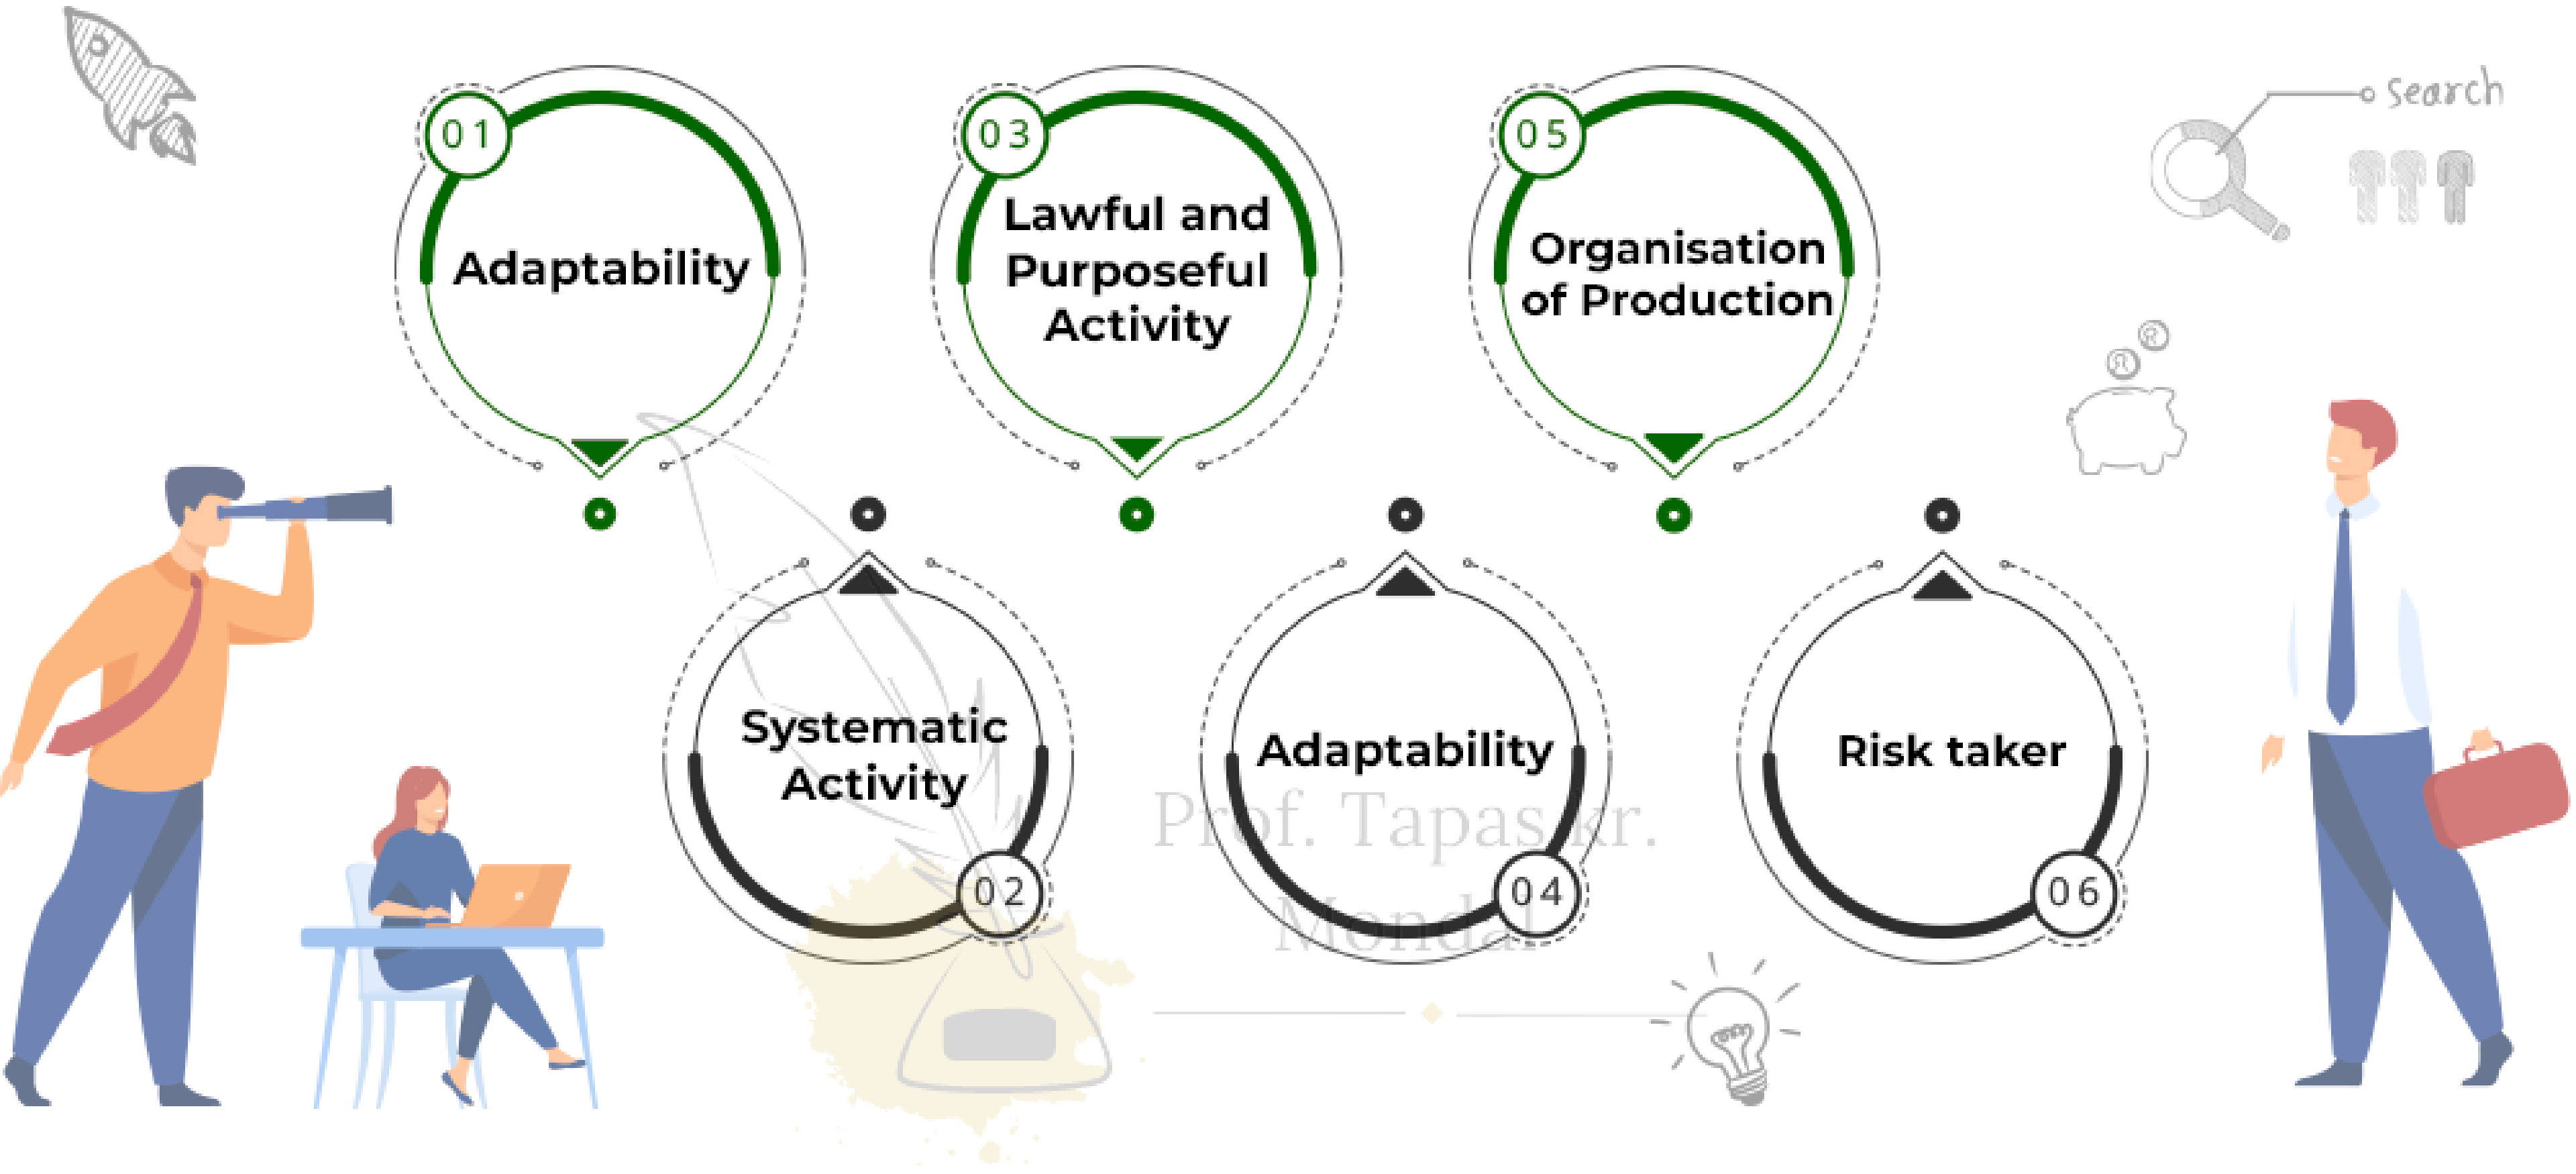 01
Adaptability
02
Systematic
Activity
03
Lawful and
Purposeful
Activity
04
Adaptability
05
Organisation
of Production
06
Risk taker
search
Prof. Tapas kr.
Mondal